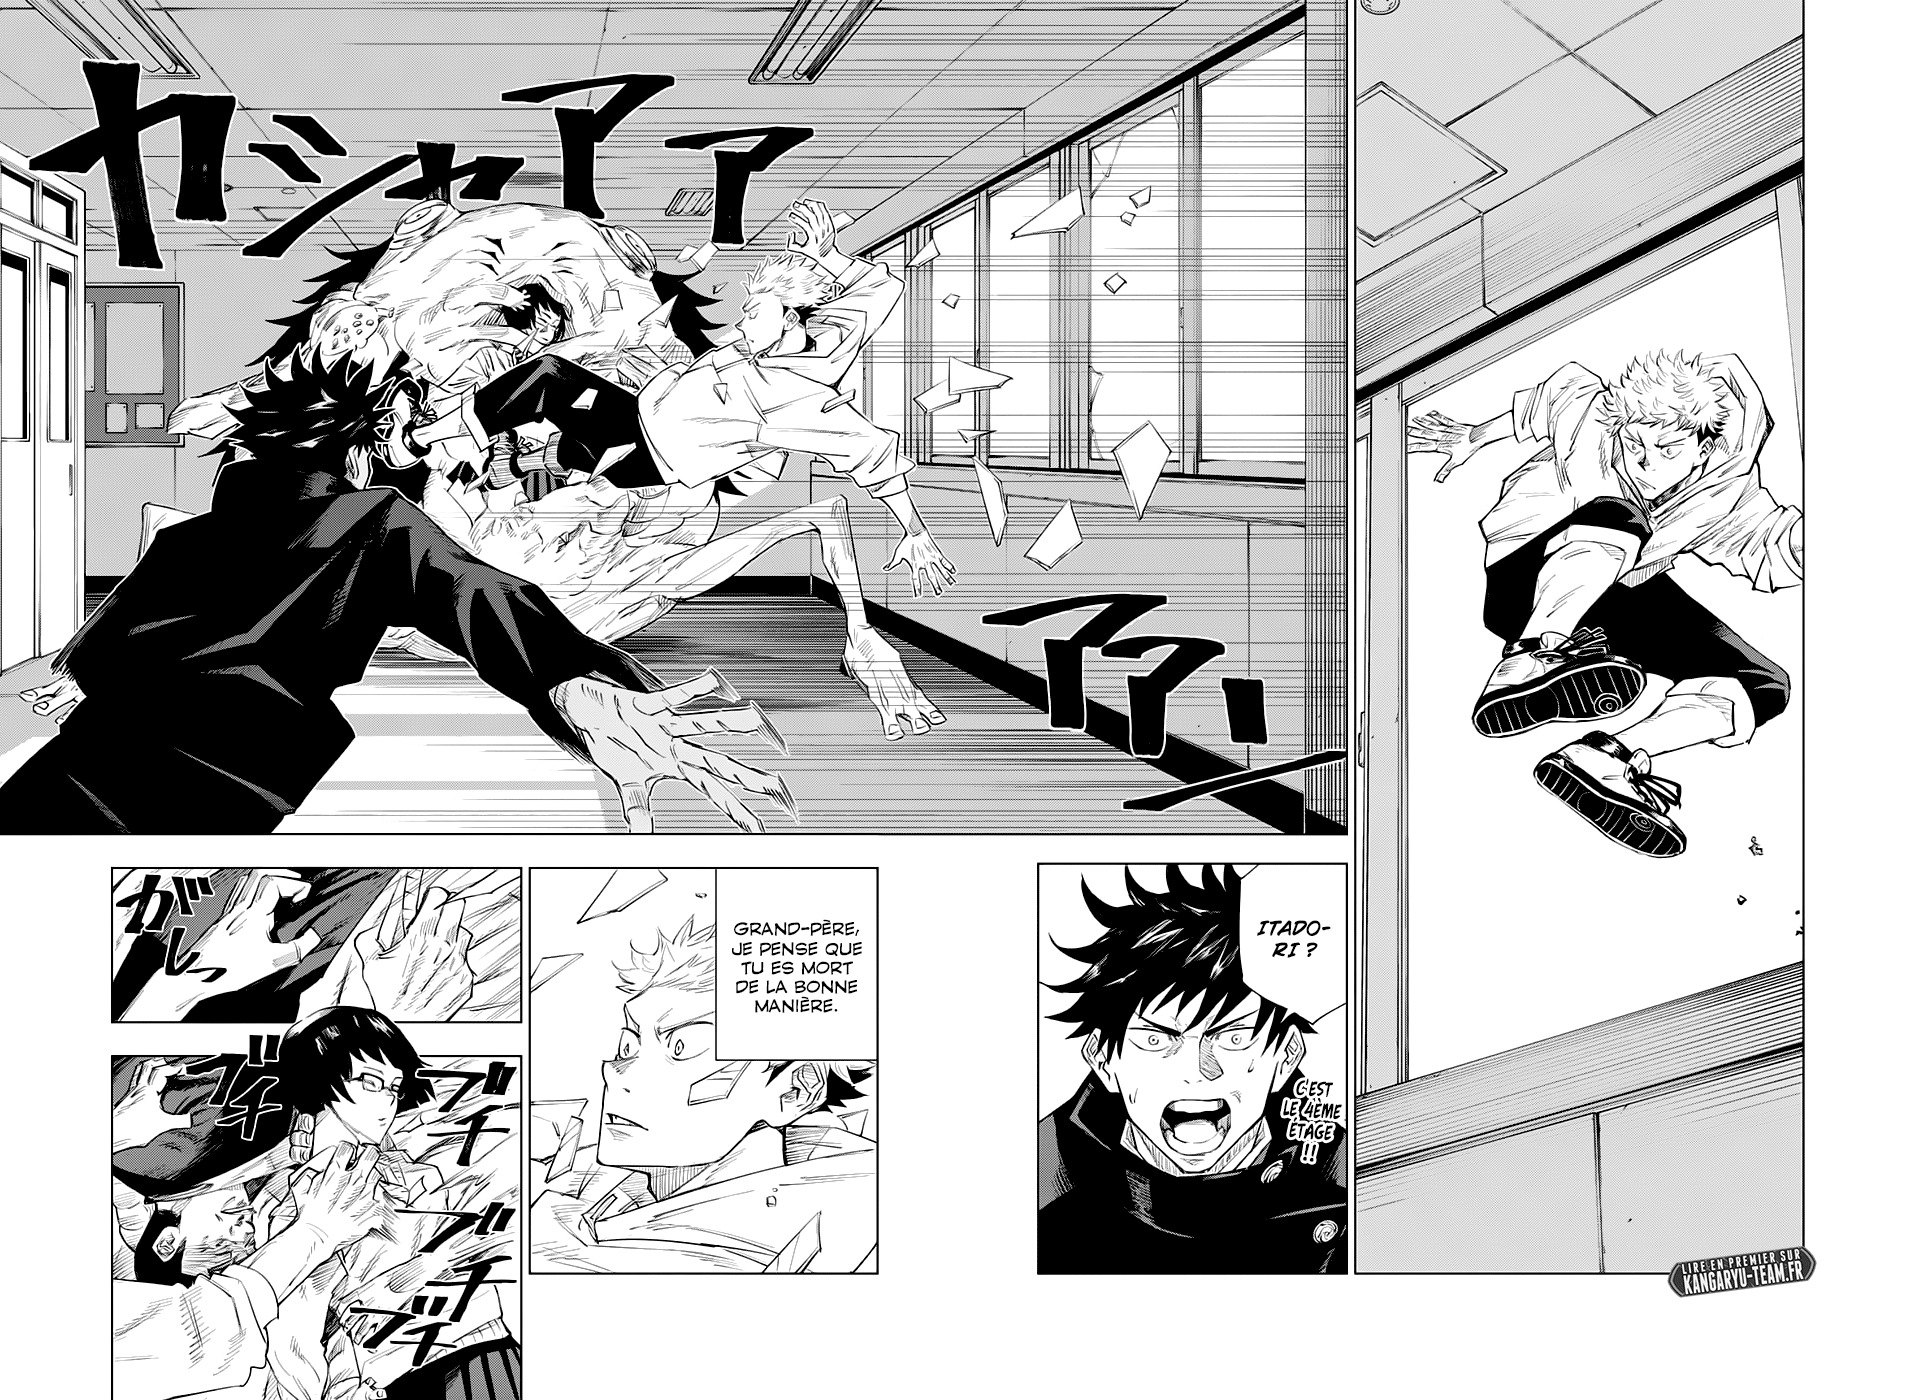 カシャアア
アアァ
ー
ITADO-
RI ?
C'EST
LE 4ÈME
ÉTAGE
!!
GRAND-PÈRE,
JE PENSE QUE
TU ES MORT
DE LA BONNE
MANIÈRE.
がしっ
ブチ
ブチ
ブチ
ブチ
LIRE EN PREMIER SUR
KANGARYU-TEAM.FR